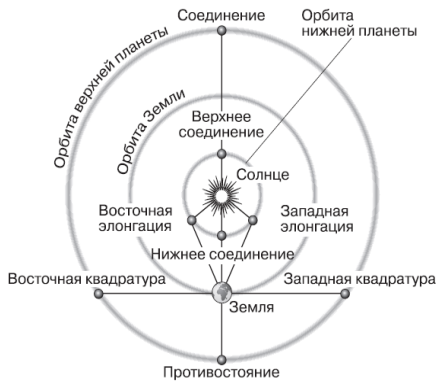 Соединение
Орбита
нижней планеты
Орбита верхней планеты
Орбита Земли
Верхнее
соединение
Солнце
Восточная
элонгация
Западная
элонгация
Нижнее соединение
Восточная квадратура
Западная квадратура
Земля
Противостояние